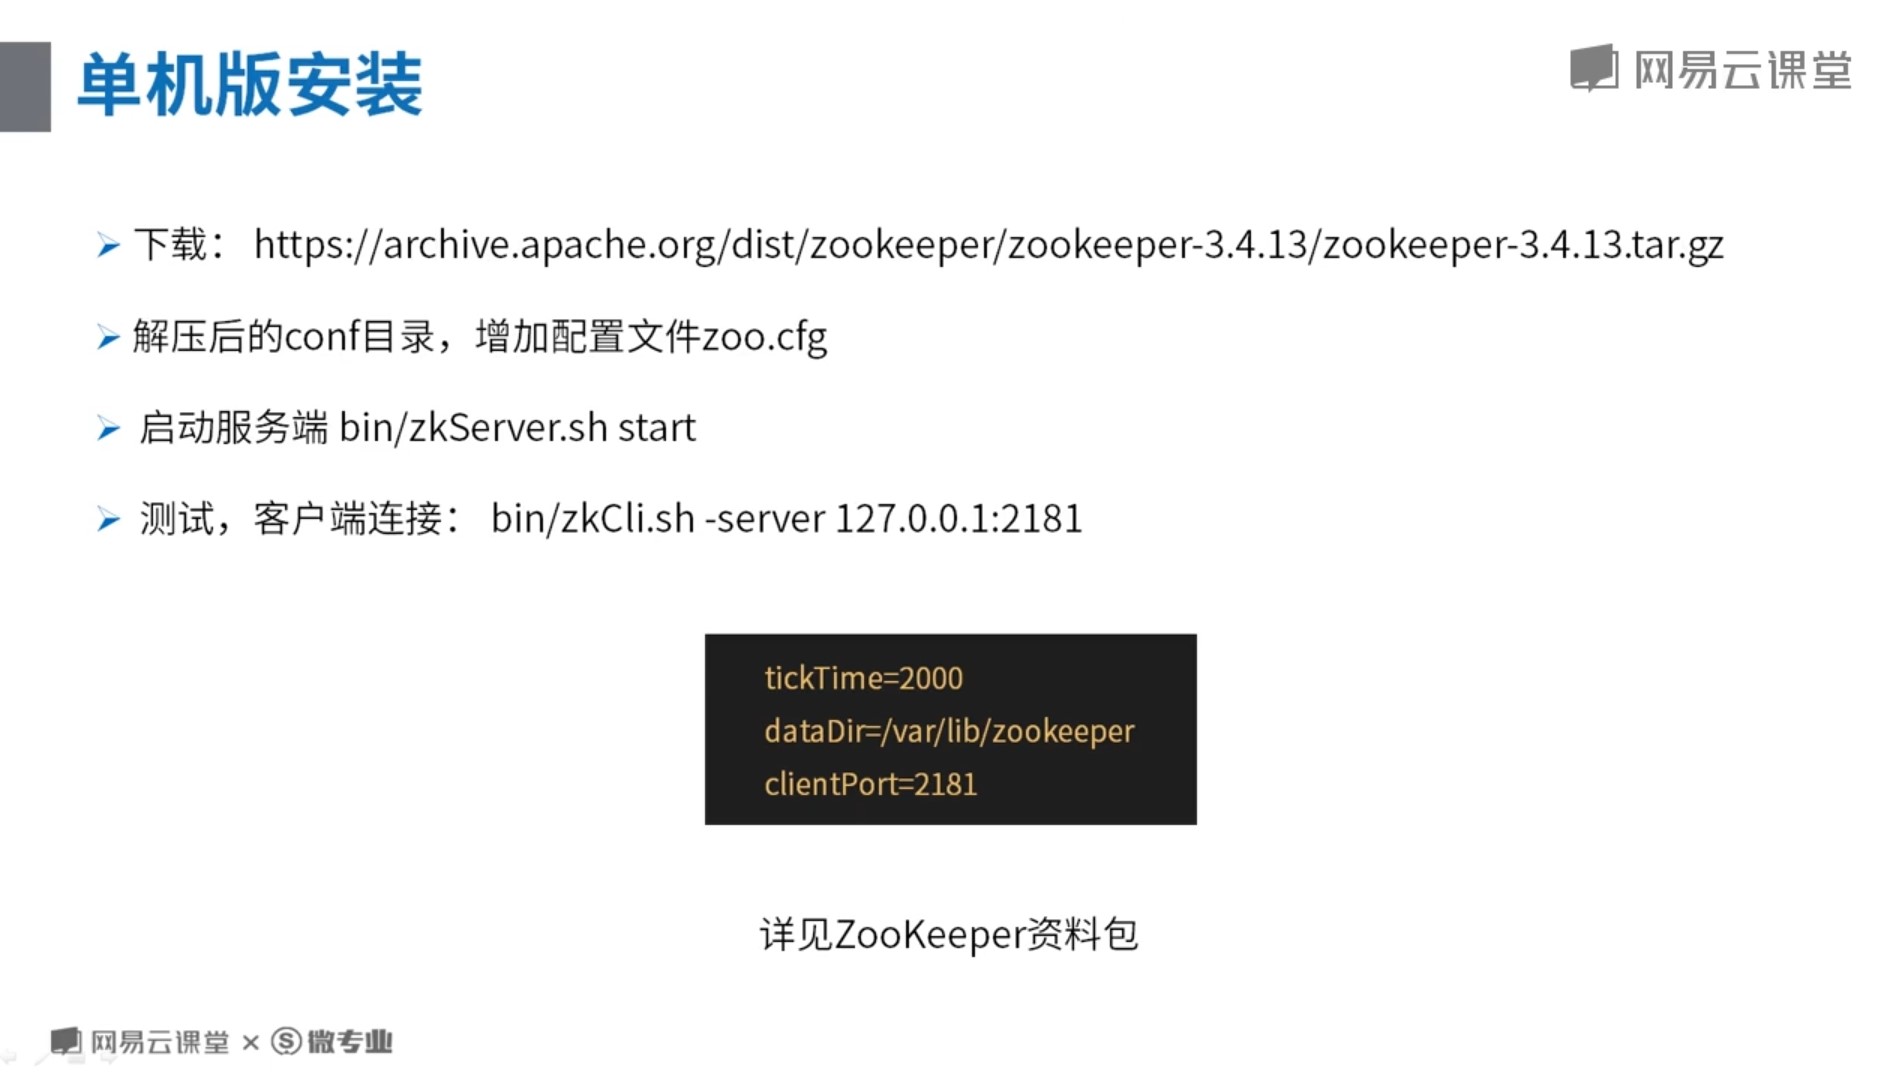 单机版安装
网易云课堂
下载： https://archive.apache.org/dist/zookeeper/zookeeper-3.4.13/zookeeper-3.4.13.tar.gz
解压后的conf目录，增加配置文件zoo.cfg
启动服务端 bin/zkServer.sh start
测试，客户端连接： bin/zkCli.sh -server 127.0.0.1:2181
tickTime=2000
dataDir=/var/lib/zookeeper
clientPort=2181
详见ZooKeeper资料包
网易云课堂 × S 微专业